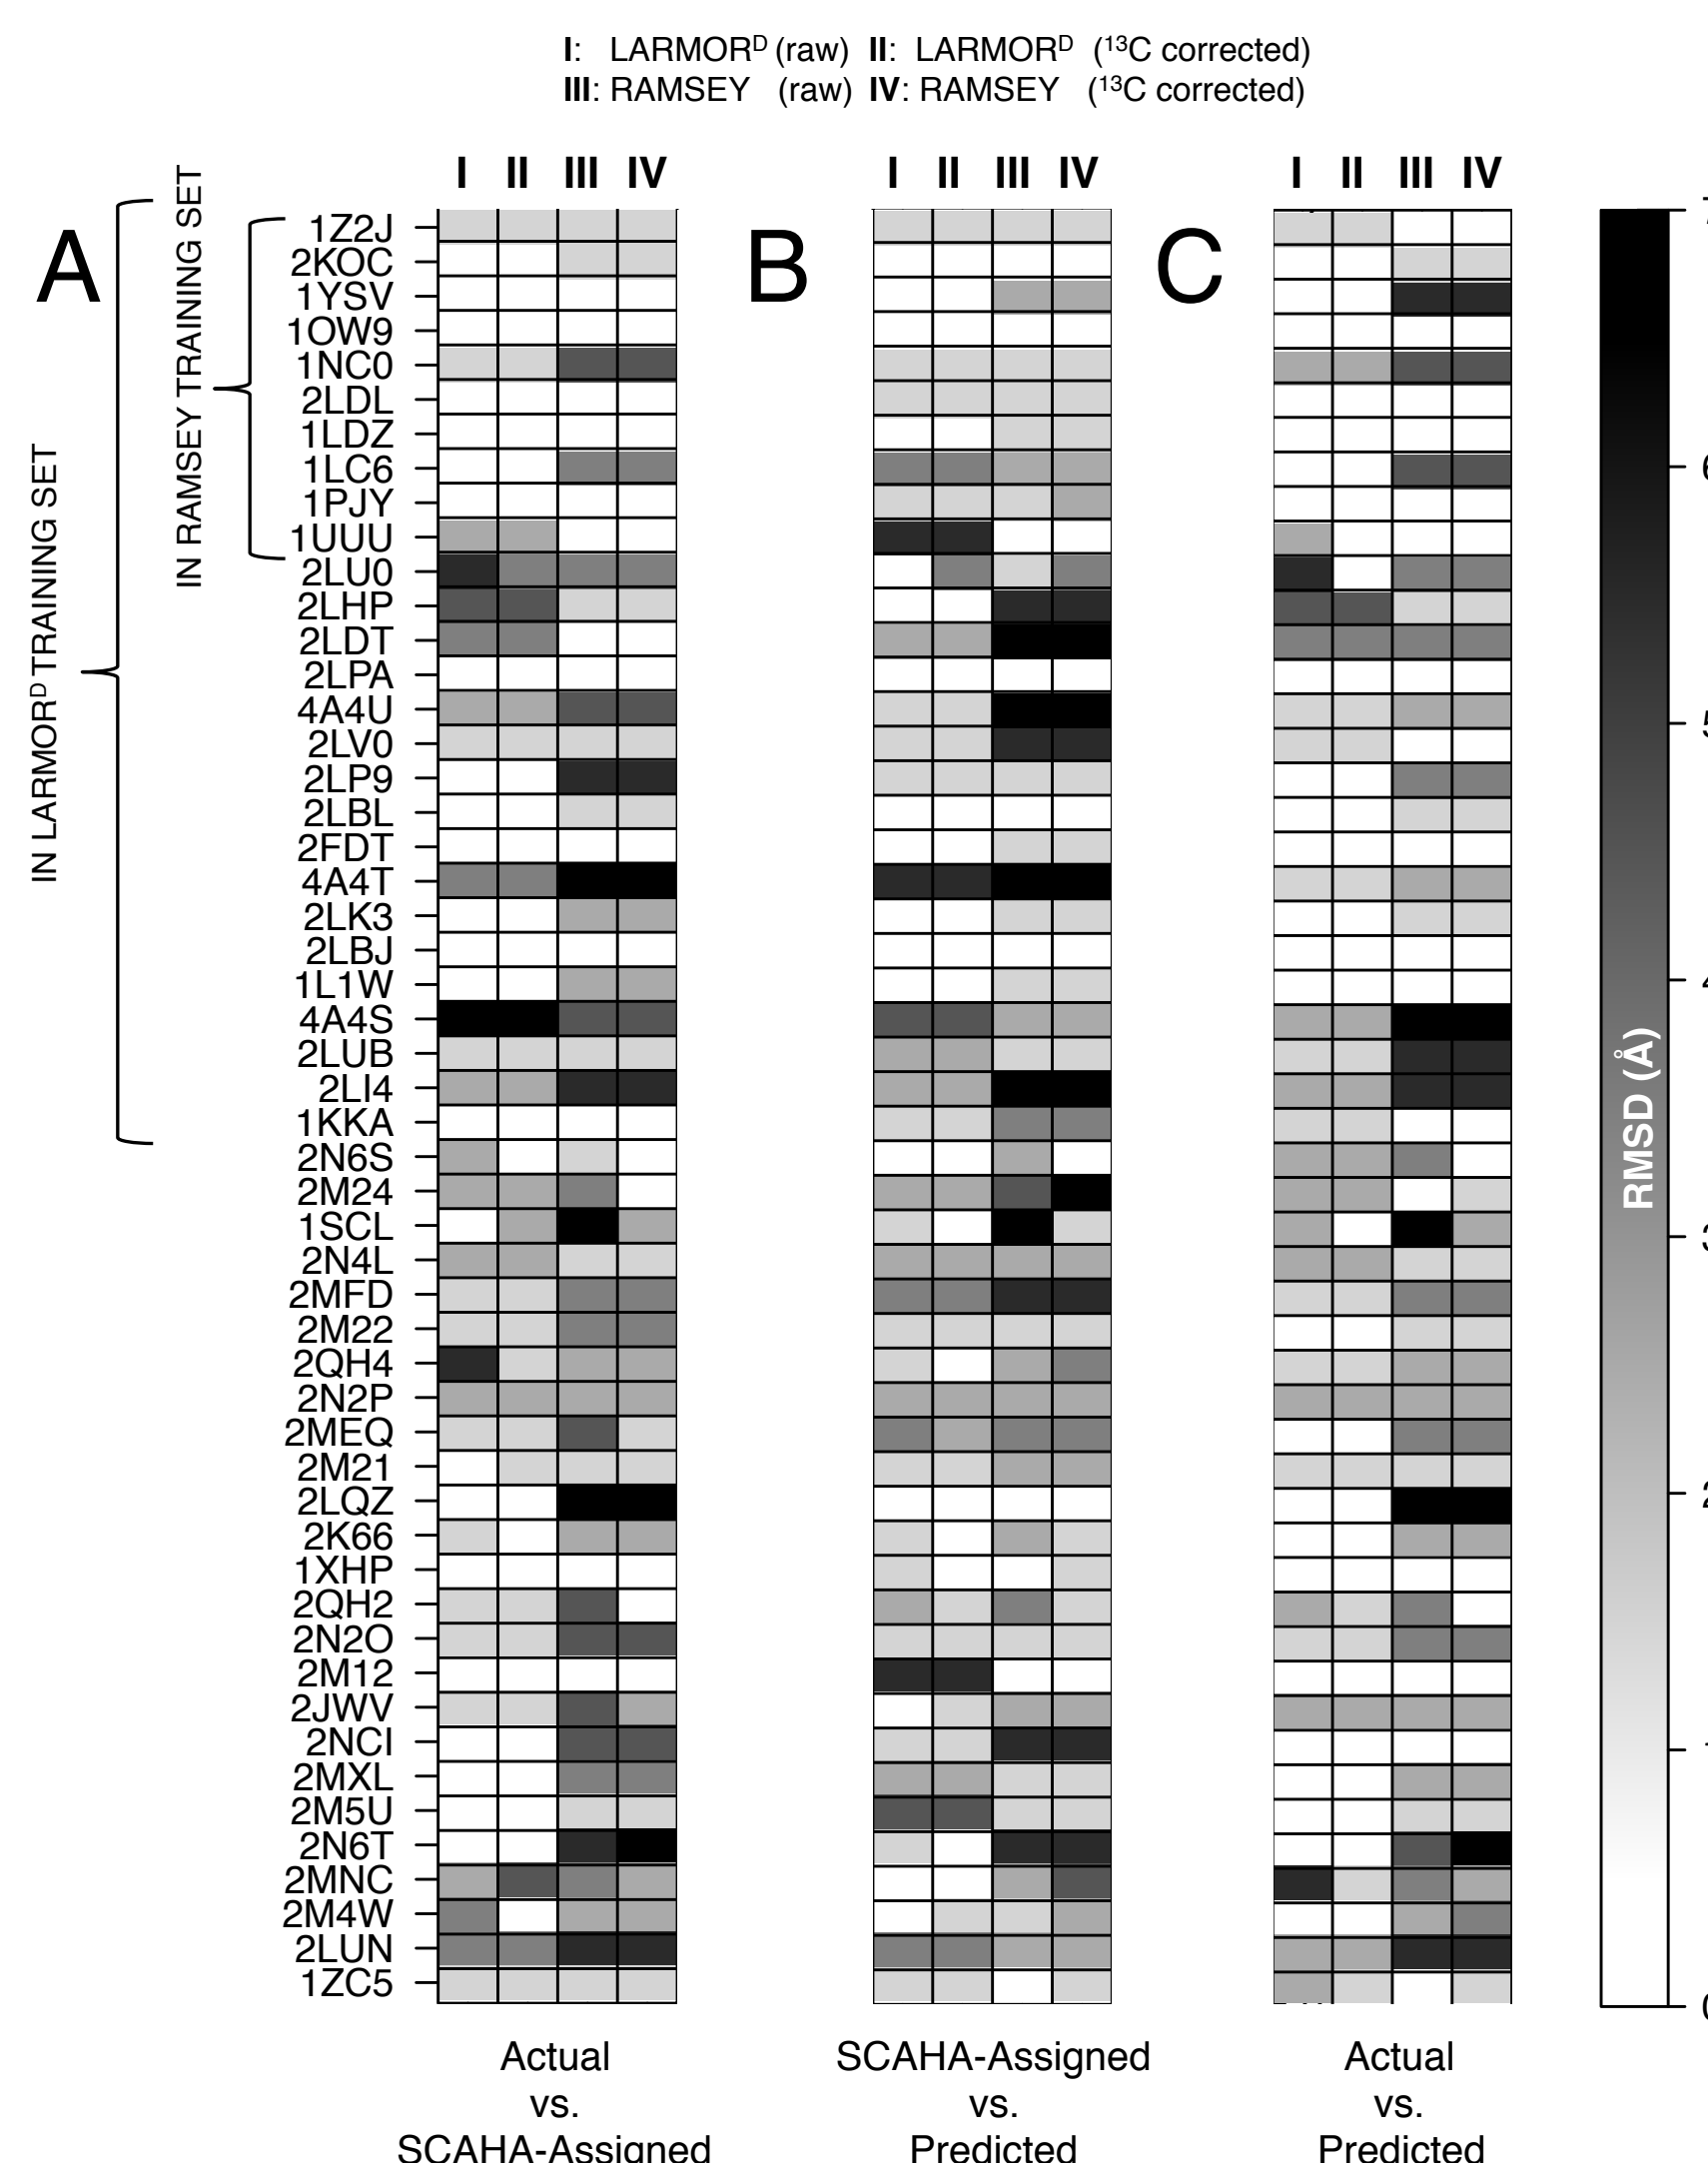 I: LARMORD (raw) II: LARMORD (13C corrected)
III: RAMSEY (raw) IV: RAMSEY (13C corrected)
I II III IV
I II III IV
I II III IV
A
B
C
IN LARMORD TRAINING SET
IN RAMSEY TRAINING SET
1Z2J
2KOC
1YSV
1OW9
1NC0
2LDL
1LDZ
1LC6
1PJY
1UUU
2LU0
2LHP
2LDT
2LPA
4A4U
2LV0
2LP9
2LBL
2FDT
4A4T
2LK3
2LBJ
1L1W
4A4S
2LUB
2LI4
1KKA
2N6S
2M24
1SCL
2N4L
2MFD
2M22
2QH4
2N2P
2MEQ
2M21
2LQZ
2K66
1XHP
2QH2
2N2O
2M12
2JWV
2NCI
2MXL
2M5U
2N6T
2MNC
2M4W
2LUN
1ZC5
RMSD (Å)
Actual
vs.
SCAHA-Assigned
SCAHA-Assigned
vs.
Predicted
Actual
vs.
Predicted